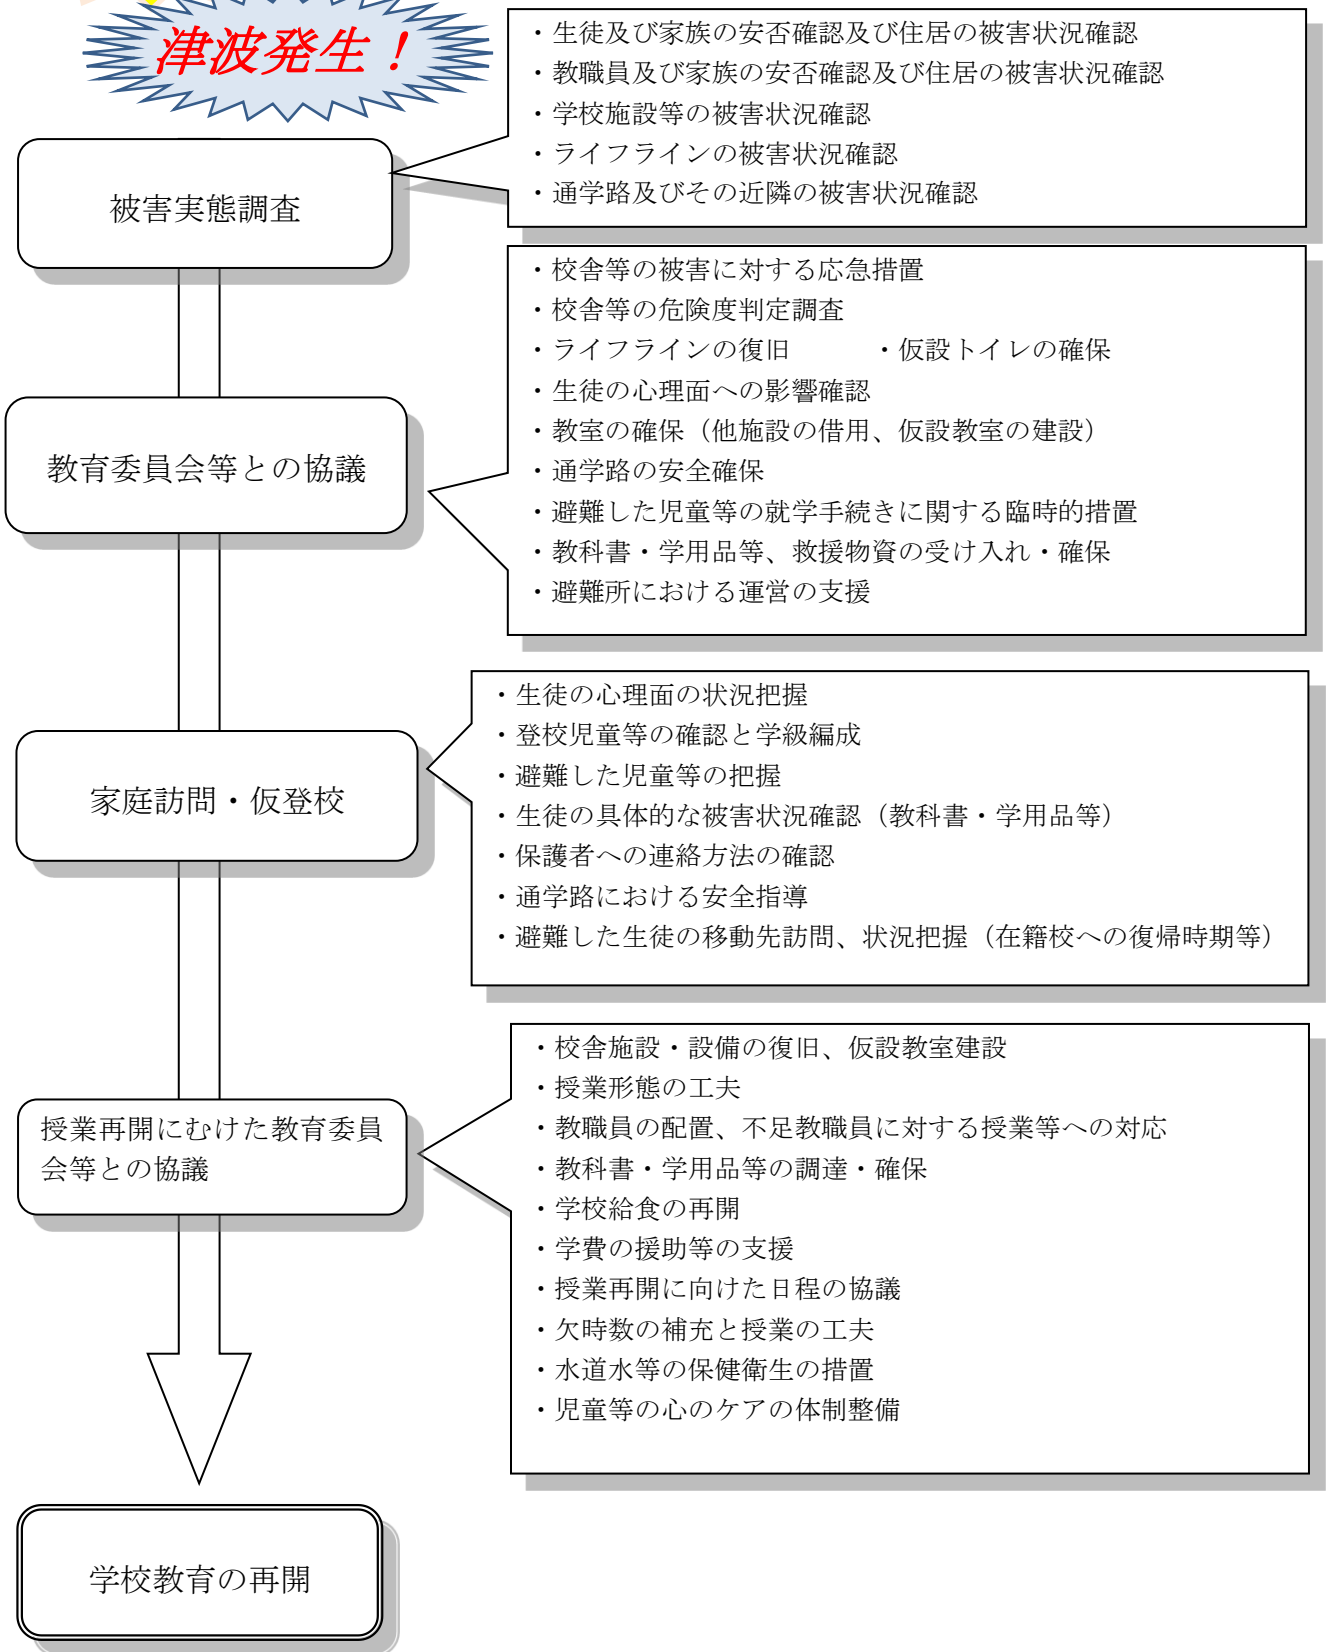 津波発生！
・生徒及び家族の安否確認及び住居の被害状況確認
・教職員及び家族の安否確認及び住居の被害状況確認
・学校施設等の被害状況確認
・ライフラインの被害状況確認
・通学路及びその近隣の被害状況確認
被害実態調査
・校舎等の被害に対する応急措置
・校舎等の危険度判定調査
・ライフラインの復旧　　　・仮設トイレの確保
・生徒の心理面への影響確認
・教室の確保（他施設の借用、仮設教室の建設）
・通学路の安全確保
・避難した児童等の就学手続きに関する臨時的措置
・教科書・学用品等、救援物資の受け入れ・確保
・避難所における運営の支援
教育委員会等との協議
・生徒の心理面の状況把握
・登校児童等の確認と学級編成
・避難した児童等の把握
・生徒の具体的な被害状況確認（教科書・学用品等）
・保護者への連絡方法の確認
・通学路における安全指導
・避難した生徒の移動先訪問、状況把握（在籍校への復帰時期等）
家庭訪問・仮登校
・校舎施設・設備の復旧、仮設教室建設
・授業形態の工夫
・教職員の配置、不足教職員に対する授業等への対応
・教科書・学用品等の調達・確保
・学校給食の再開
・学費の援助等の支援
・授業再開に向けた日程の協議
・欠時数の補充と授業の工夫
・水道水等の保健衛生の措置
・児童等の心のケアの体制整備
授業再開にむけた教育委員
会等との協議
学校教育の再開